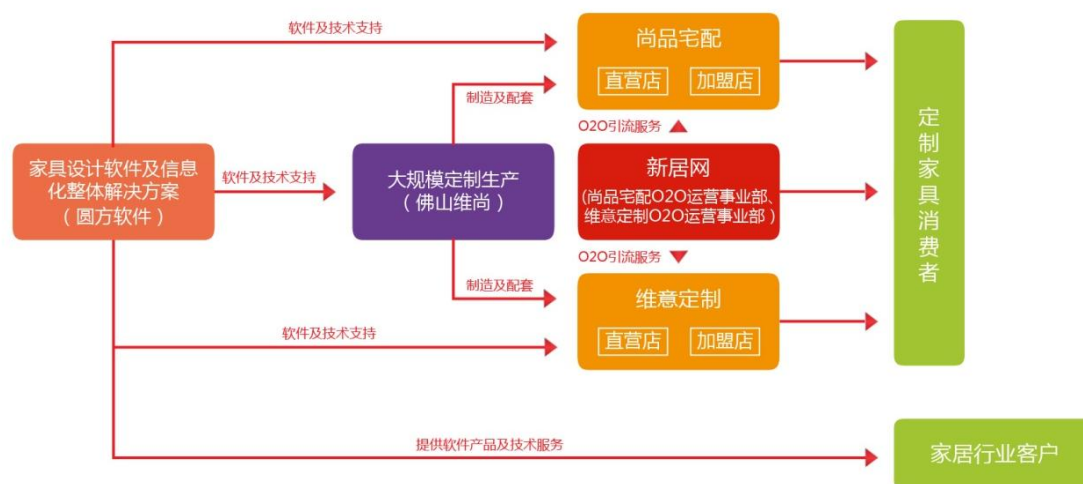 软件及技术支持
尚品宅配
直营店
加盟店
制造及配套
O2O引流服务
家具设计软件及信息
化整体解决方案
（圆方软件）
软件及技术支持
大规模定制生产
（佛山维尚）
新居网
(尚品宅配O2O运营事业部、
维意定制O2O运营事业部）
定制家具消费者
O2O引流服务
制造及配套
维意定制
直营店
加盟店
软件及技术支持
提供软件产品及技术服务
家居行业客户